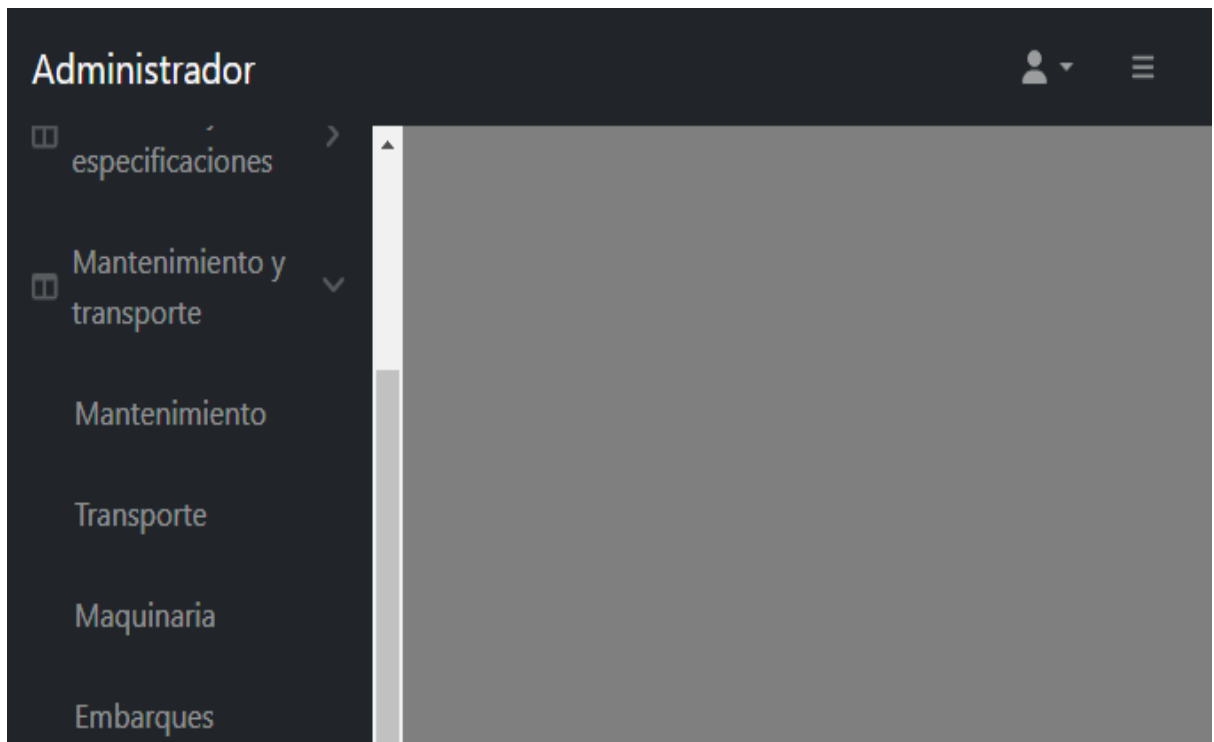 Administrador
especificaciones
Mantenimiento y
transporte
Mantenimiento
Transporte
Maquinaria
Embarques